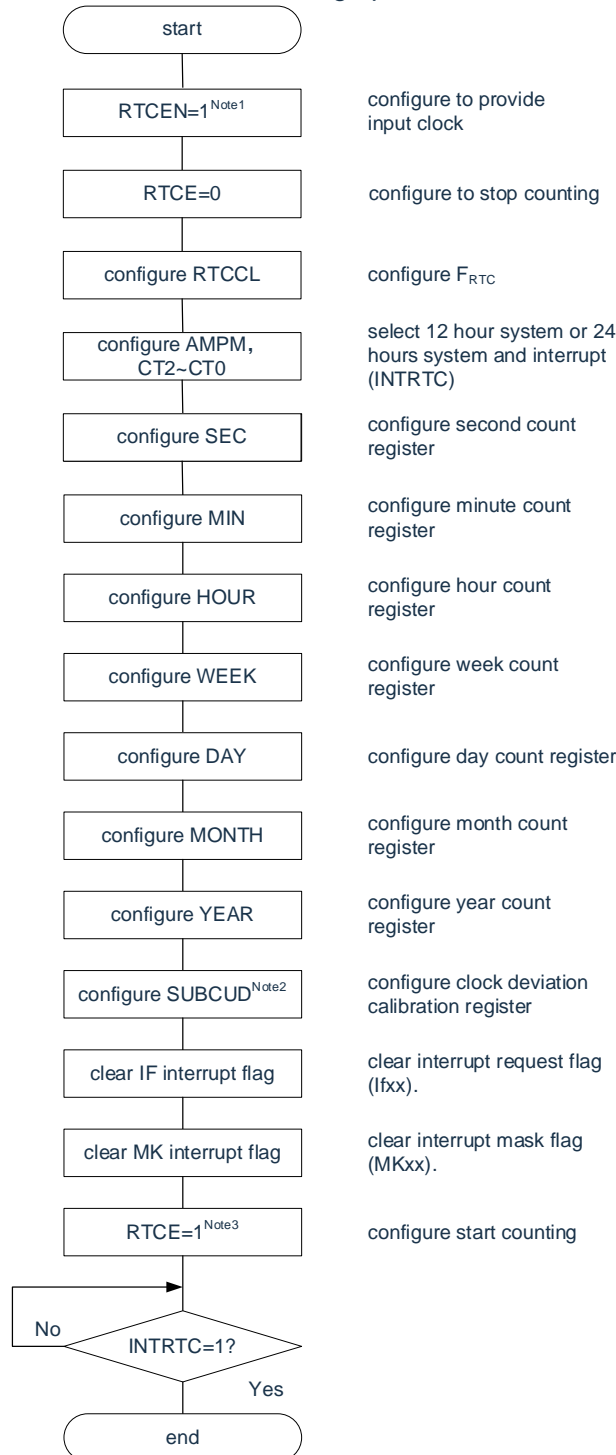 start
RTCEN=1Note1
configure to provide
input clock
RTCE=0
configure to stop counting
configure RTCCL
configure FRTC
configure AMPM,
CT2~CT0
select 12 hour system or 24
hours system and interrupt
(INTRTC)
configure SEC
configure second count
register
configure MIN
configure minute count
register
configure HOUR
configure hour count
register
configure WEEK
configure week count
register
configure DAY
configure day count register
configure MONTH
configure month count
register
configure YEAR
configure year count
register
configure SUBCUDNote2
configure clock deviation
calibration register
clear IF interrupt flag
clear interrupt request flag
(Ifxx).
clear MK interrupt flag
clear interrupt mask flag
(MKxx).
RTCE=1Note3
configure start counting
No
INTRTC=1?
Yes
end